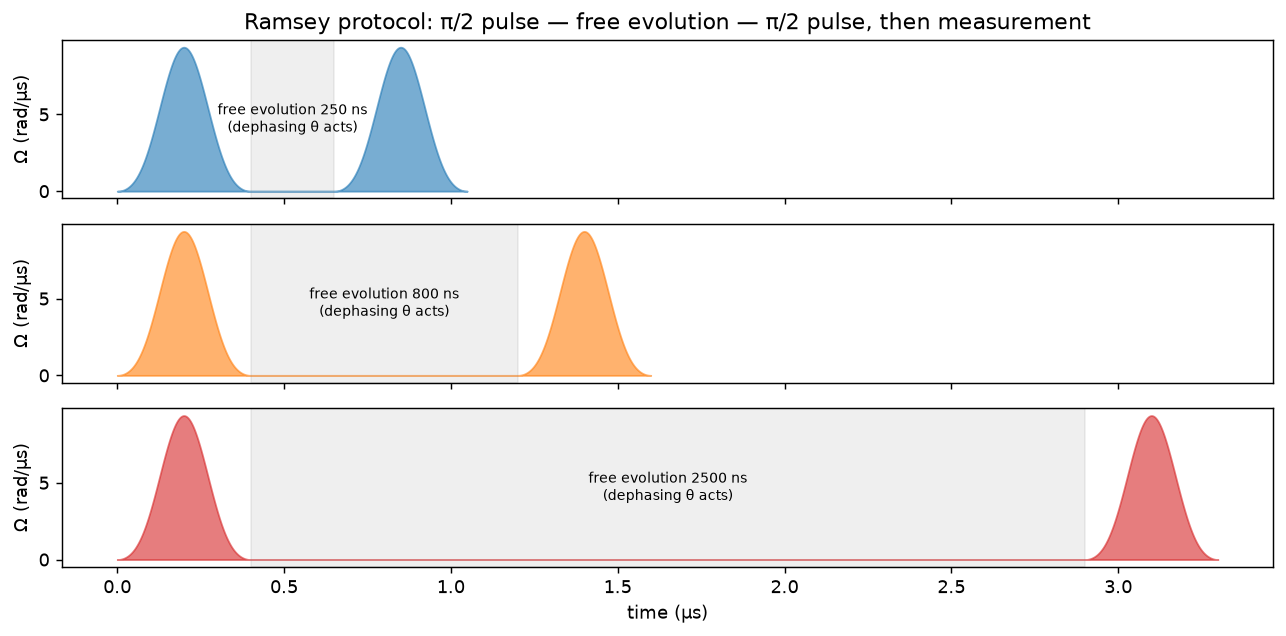 Ramsey protocol: π/2 pulse — free evolution — π/2 pulse, then measurement
Ω (rad/µs)
5
0
free evolution 250 ns
(dephasing θ acts)
Ω (rad/µs)
5
0
free evolution 800 ns
(dephasing θ acts)
Ω (rad/µs)
5
0
free evolution 2500 ns
(dephasing θ acts)
0.0 0.5 1.0 1.5 2.0 2.5 3.0
time (µs)